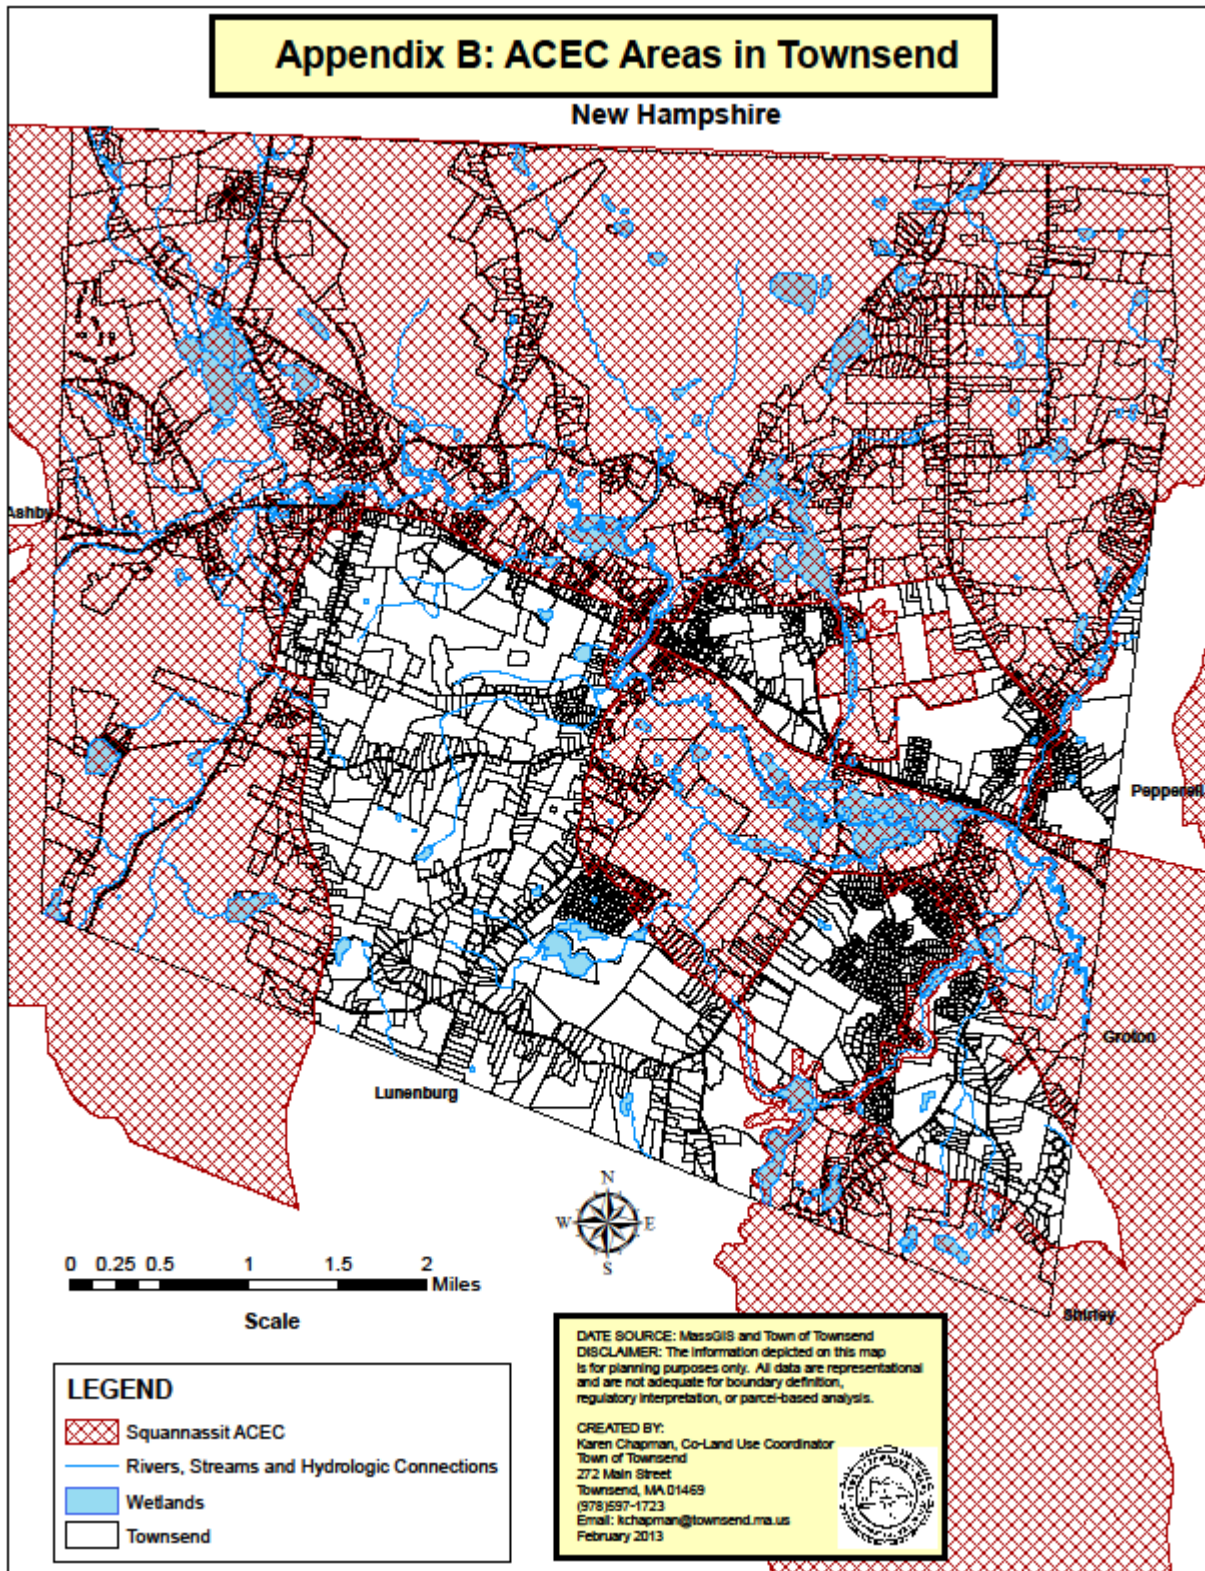 Appendix B: ACEC Areas in Townsend
New Hampshire
Ashby
Pepperell
Groton
Lunenburg
N
W E
S
0 0.25 0.5 1 1.5 2
Miles
Scale
Shirley
LEGEND
Squannassit ACEC
Rivers, Streams and Hydrologic Connections
Wetlands
Townsend
DATE SOURCE: MassGIS and Town of Townsend
DISCLAIMER: The information depicted on this map
is for planning purposes only. All data are representational
and are not adequate for boundary definition,
regulatory interpretation, or parcel-based analysis.
CREATED BY:
Karen Chapman, Co-Land Use Coordinator
Town of Townsend
272 Main Street
Townsend, MA 01469
(978)597-1723
Email: kchapman@townsend.ma.us
February 2013